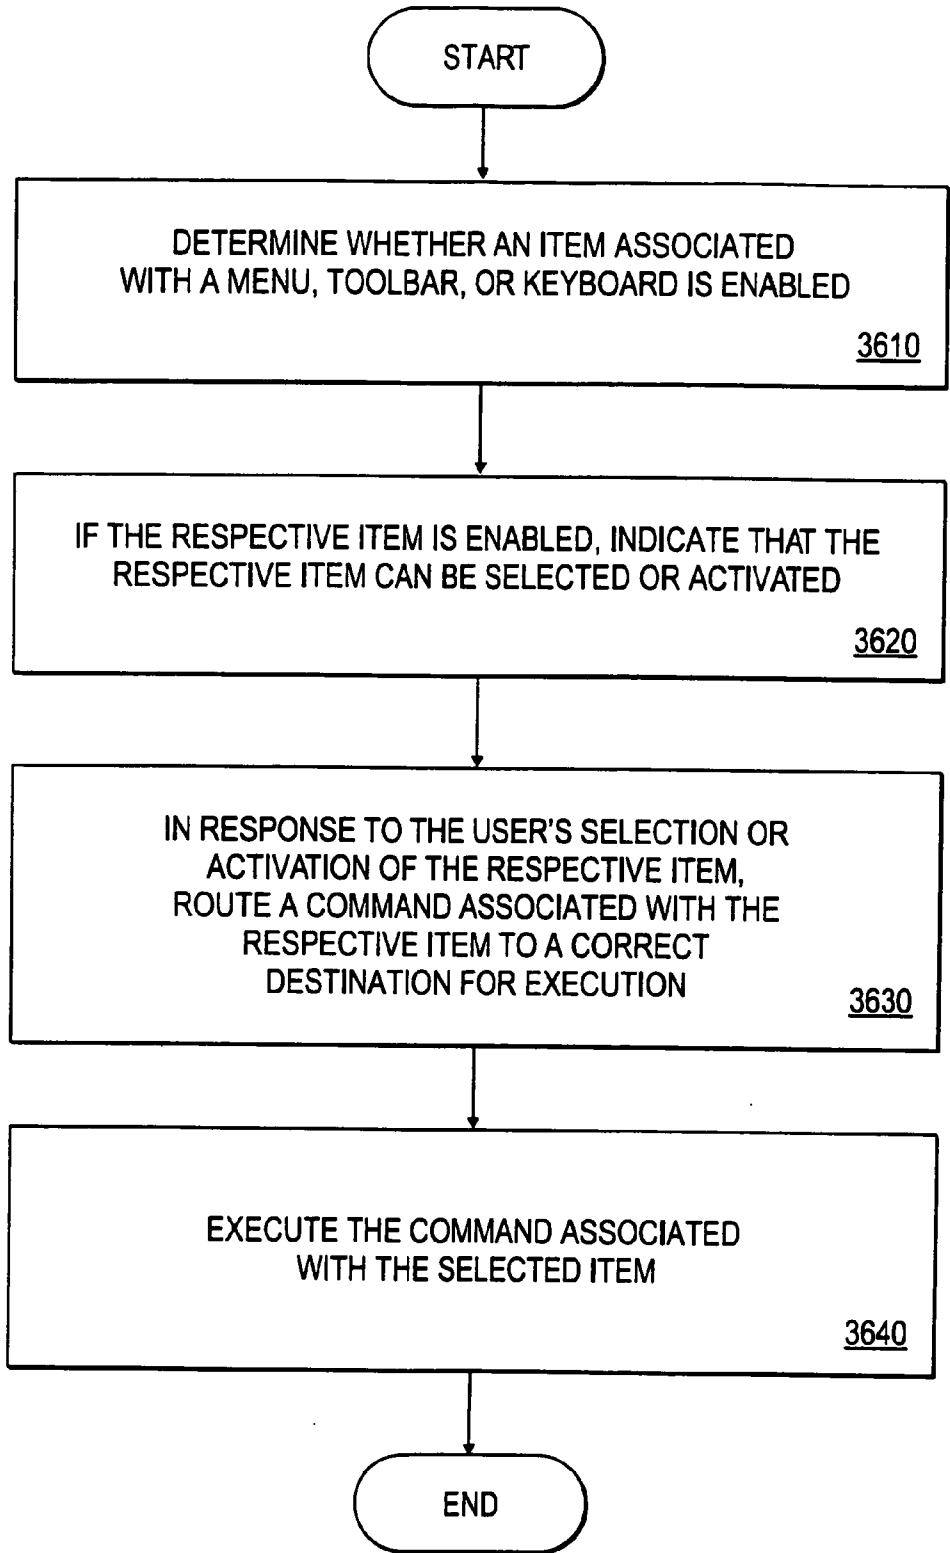 START
DETERMINE WHETHER AN ITEM ASSOCIATED
WITH A MENU, TOOLBAR, OR KEYBOARD IS ENABLED
3610
IF THE RESPECTIVE ITEM IS ENABLED, INDICATE THAT THE
RESPECTIVE ITEM CAN BE SELECTED OR ACTIVATED
3620
IN RESPONSE TO THE USER'S SELECTION OR
ACTIVATION OF THE RESPECTIVE ITEM,
ROUTE A COMMAND ASSOCIATED WITH THE
RESPECTIVE ITEM TO A CORRECT
DESTINATION FOR EXECUTION
3630
EXECUTE THE COMMAND ASSOCIATED
WITH THE SELECTED ITEM
3640
END